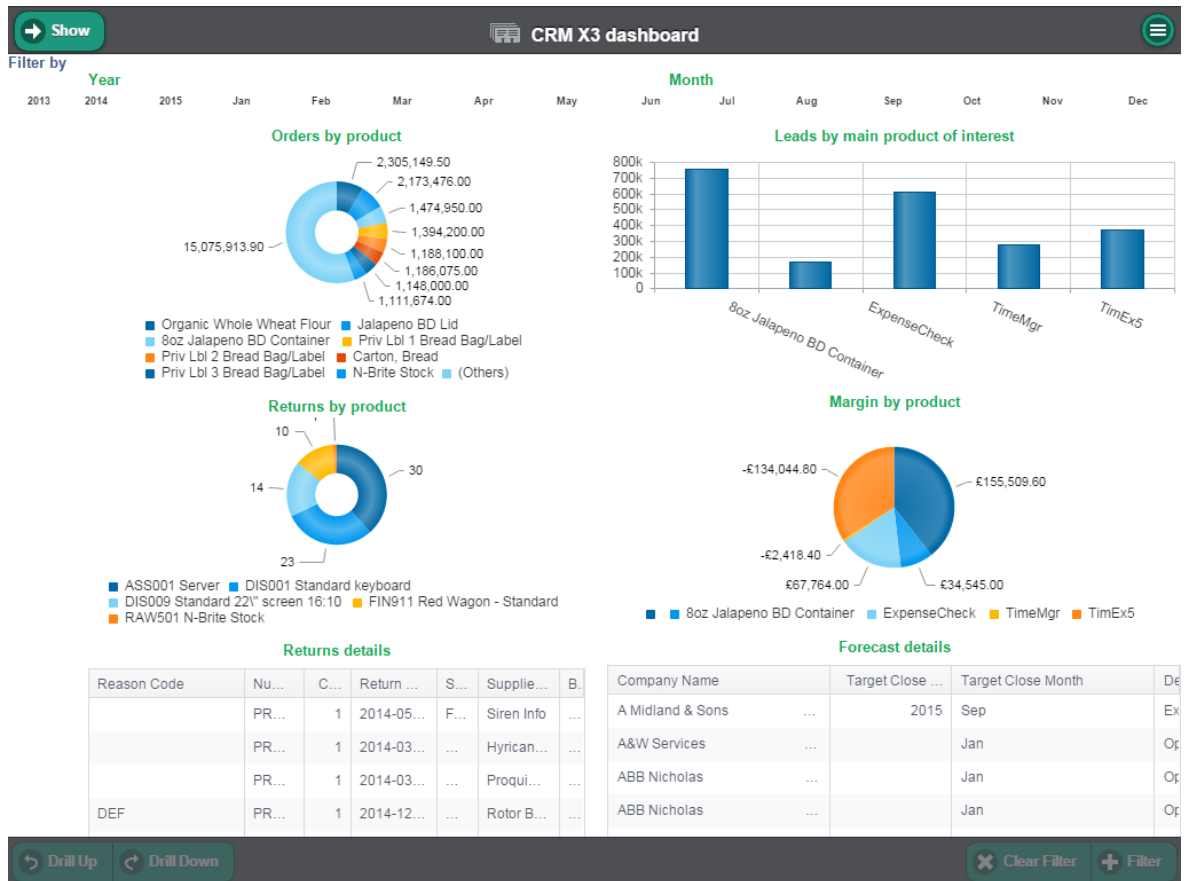 Show
CRM X3 dashboard
Filter by
Year
Month
2013 2014 2015 Jan Feb Mar Apr May Jun Jul Aug Sep Oct Nov Dec
Orders by product
2,305,149.50
2,173,476.00
1,474,950.00
1,394,200.00
1,188,100.00
1,186,075.00
1,148,000.00
1,111,674.00
15,075,913.90
Organic Whole Wheat Flour Jalapeno BD Lid
8oz Jalapeno BD Container Priv Lbl 1 Bread Bag/Label
Priv Lbl 2 Bread Bag/Label Carton, Bread
Priv Lbl 3 Bread Bag/Label N-Brite Stock (Others)
Leads by main product of interest
800k
700k
600k
500k
400k
300k
200k
100k
0
8oz Jalapeno BD Container
ExpenseCheck
TimeMgr
TimEx5
Returns by product
10
30
14
23
ASS001 Server DIS001 Standard keyboard
DIS009 Standard 22\" screen 16:10 FIN911 Red Wagon - Standard
RAW501 N-Brite Stock
Margin by product
-£134,044.80
£155,509.60
-£2,418.40
£67,764.00
£34,545.00
8oz Jalapeno BD Container ExpenseCheck TimeMgr TimEx5
Returns details
Reason Code Nu... C... Return ... S... Supplie... B.
PR... 1 2014-05... F... Siren Info ...
PR... 1 2014-03... ... Hyrican... ...
PR... 1 2014-03... ... Proqui... ...
DEF PR... 1 2014-12... ... Rotor B... ...
Forecast details
Company Name Target Close ... Target Close Month De
A Midland & Sons ... 2015 Sep Ex
A&W Services ... Jan Op
ABB Nicholas ... Jan Op
ABB Nicholas ... Jan Op
Drill Up Drill Down Clear Filter Filter